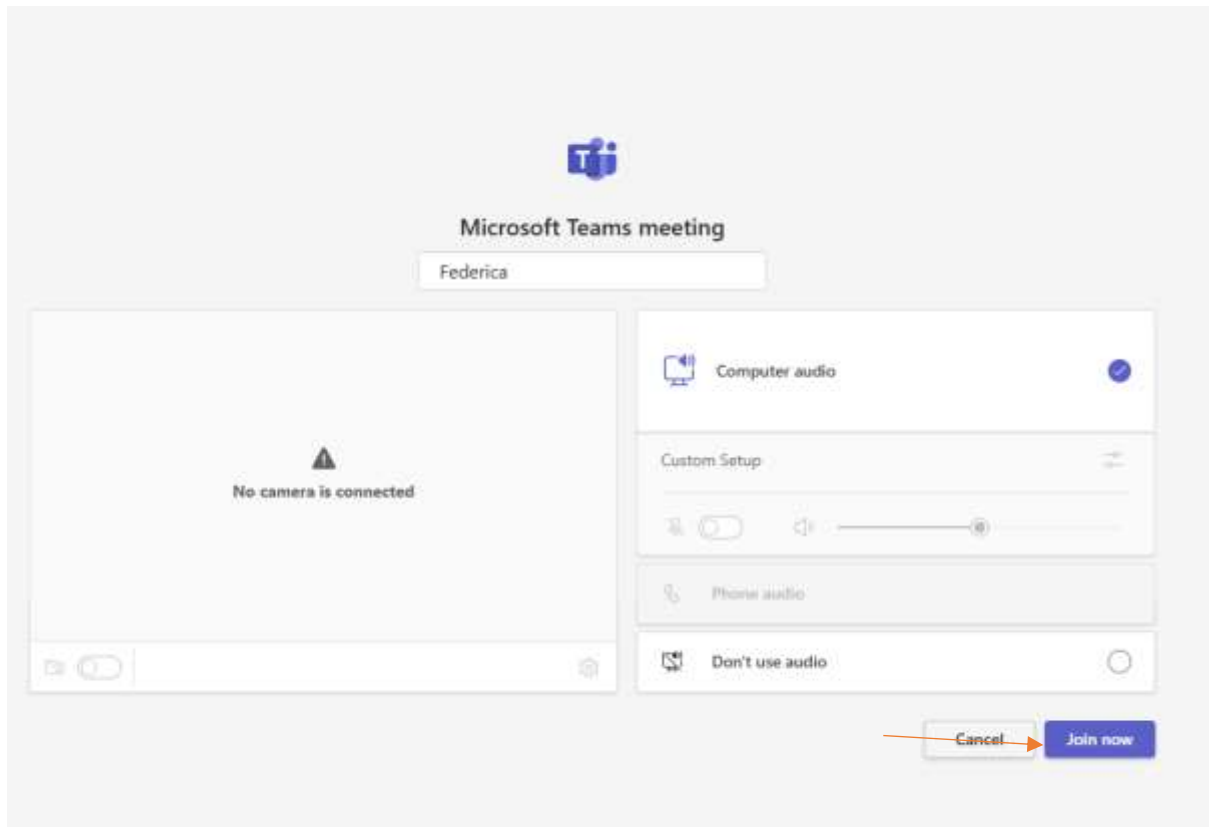 T
Microsoft Teams meeting
Federica
No camera is connected
Computer audio
Custom Setup
Phone audio
Don't use audio
Cancel
Join now